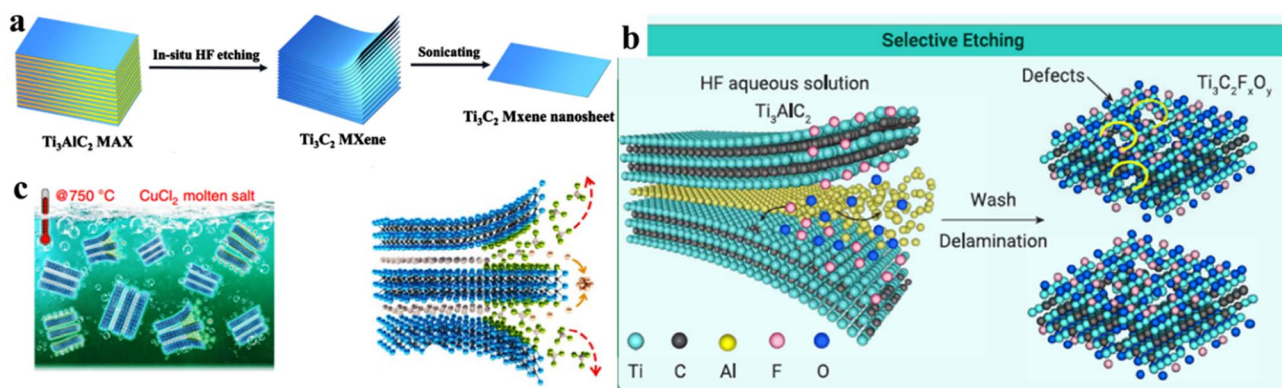 a
In-situ HF etching
Sonicating
Ti₃AlC₂ MAX
Ti₃C₂ MXene
Ti₃C₂ Mxene nanosheet
b
Selective Etching
HF aqueous solution
Ti₃AlC₂
Defects
Ti₃C₂FₓOᵧ
Wash
Delamination
Ti C Al F O
c
@750 °C CuCl₂ molten salt